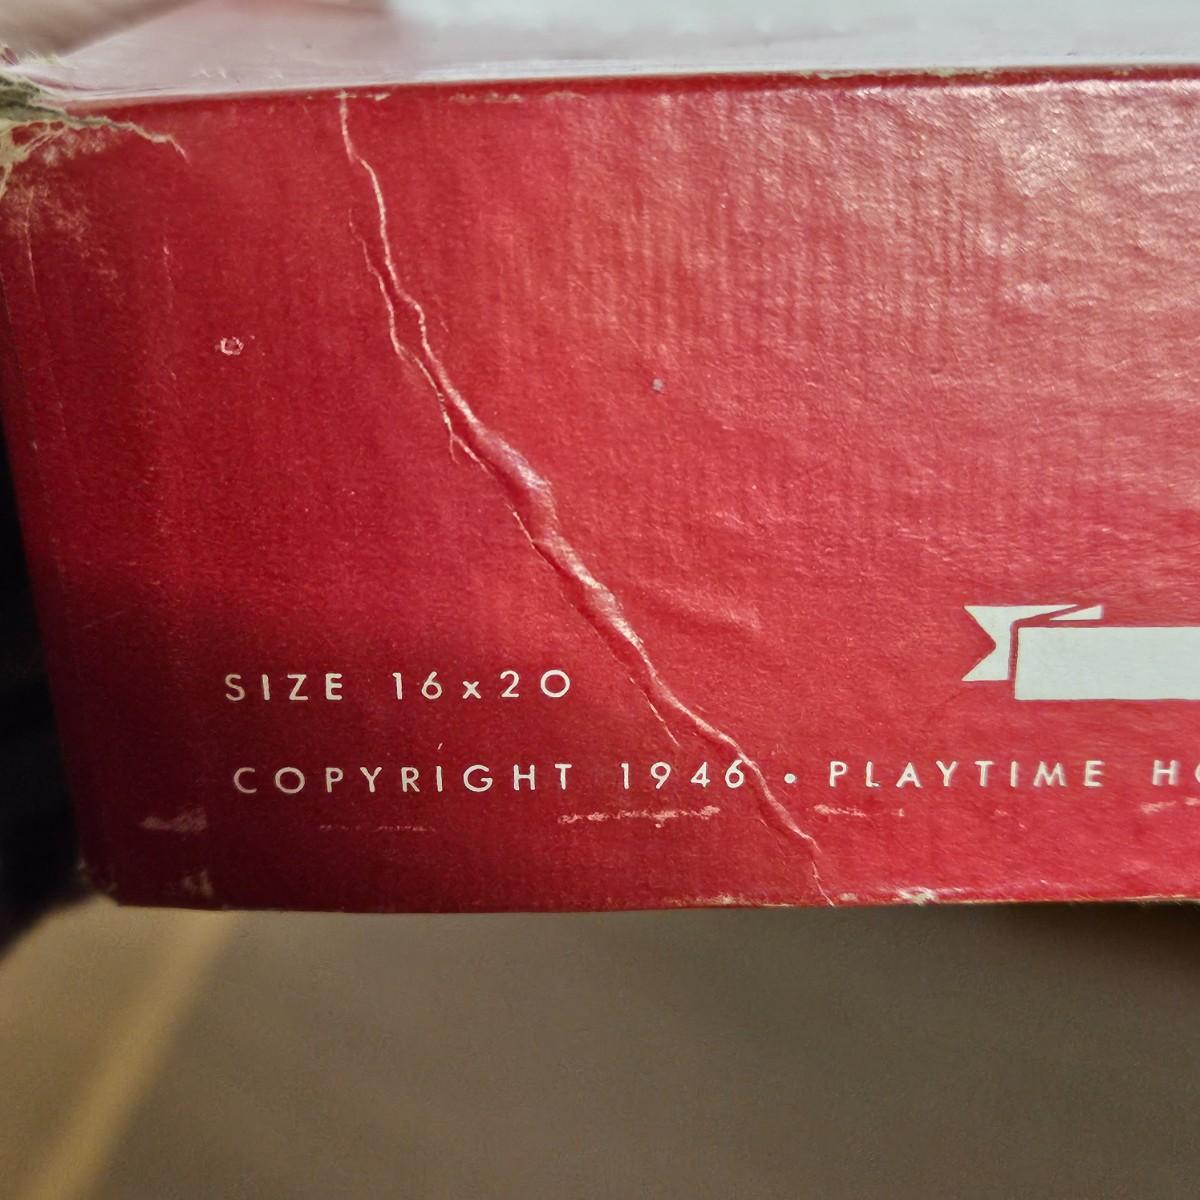 SIZE 16x20
COPYRIGHT 1946 • PLAYTIME